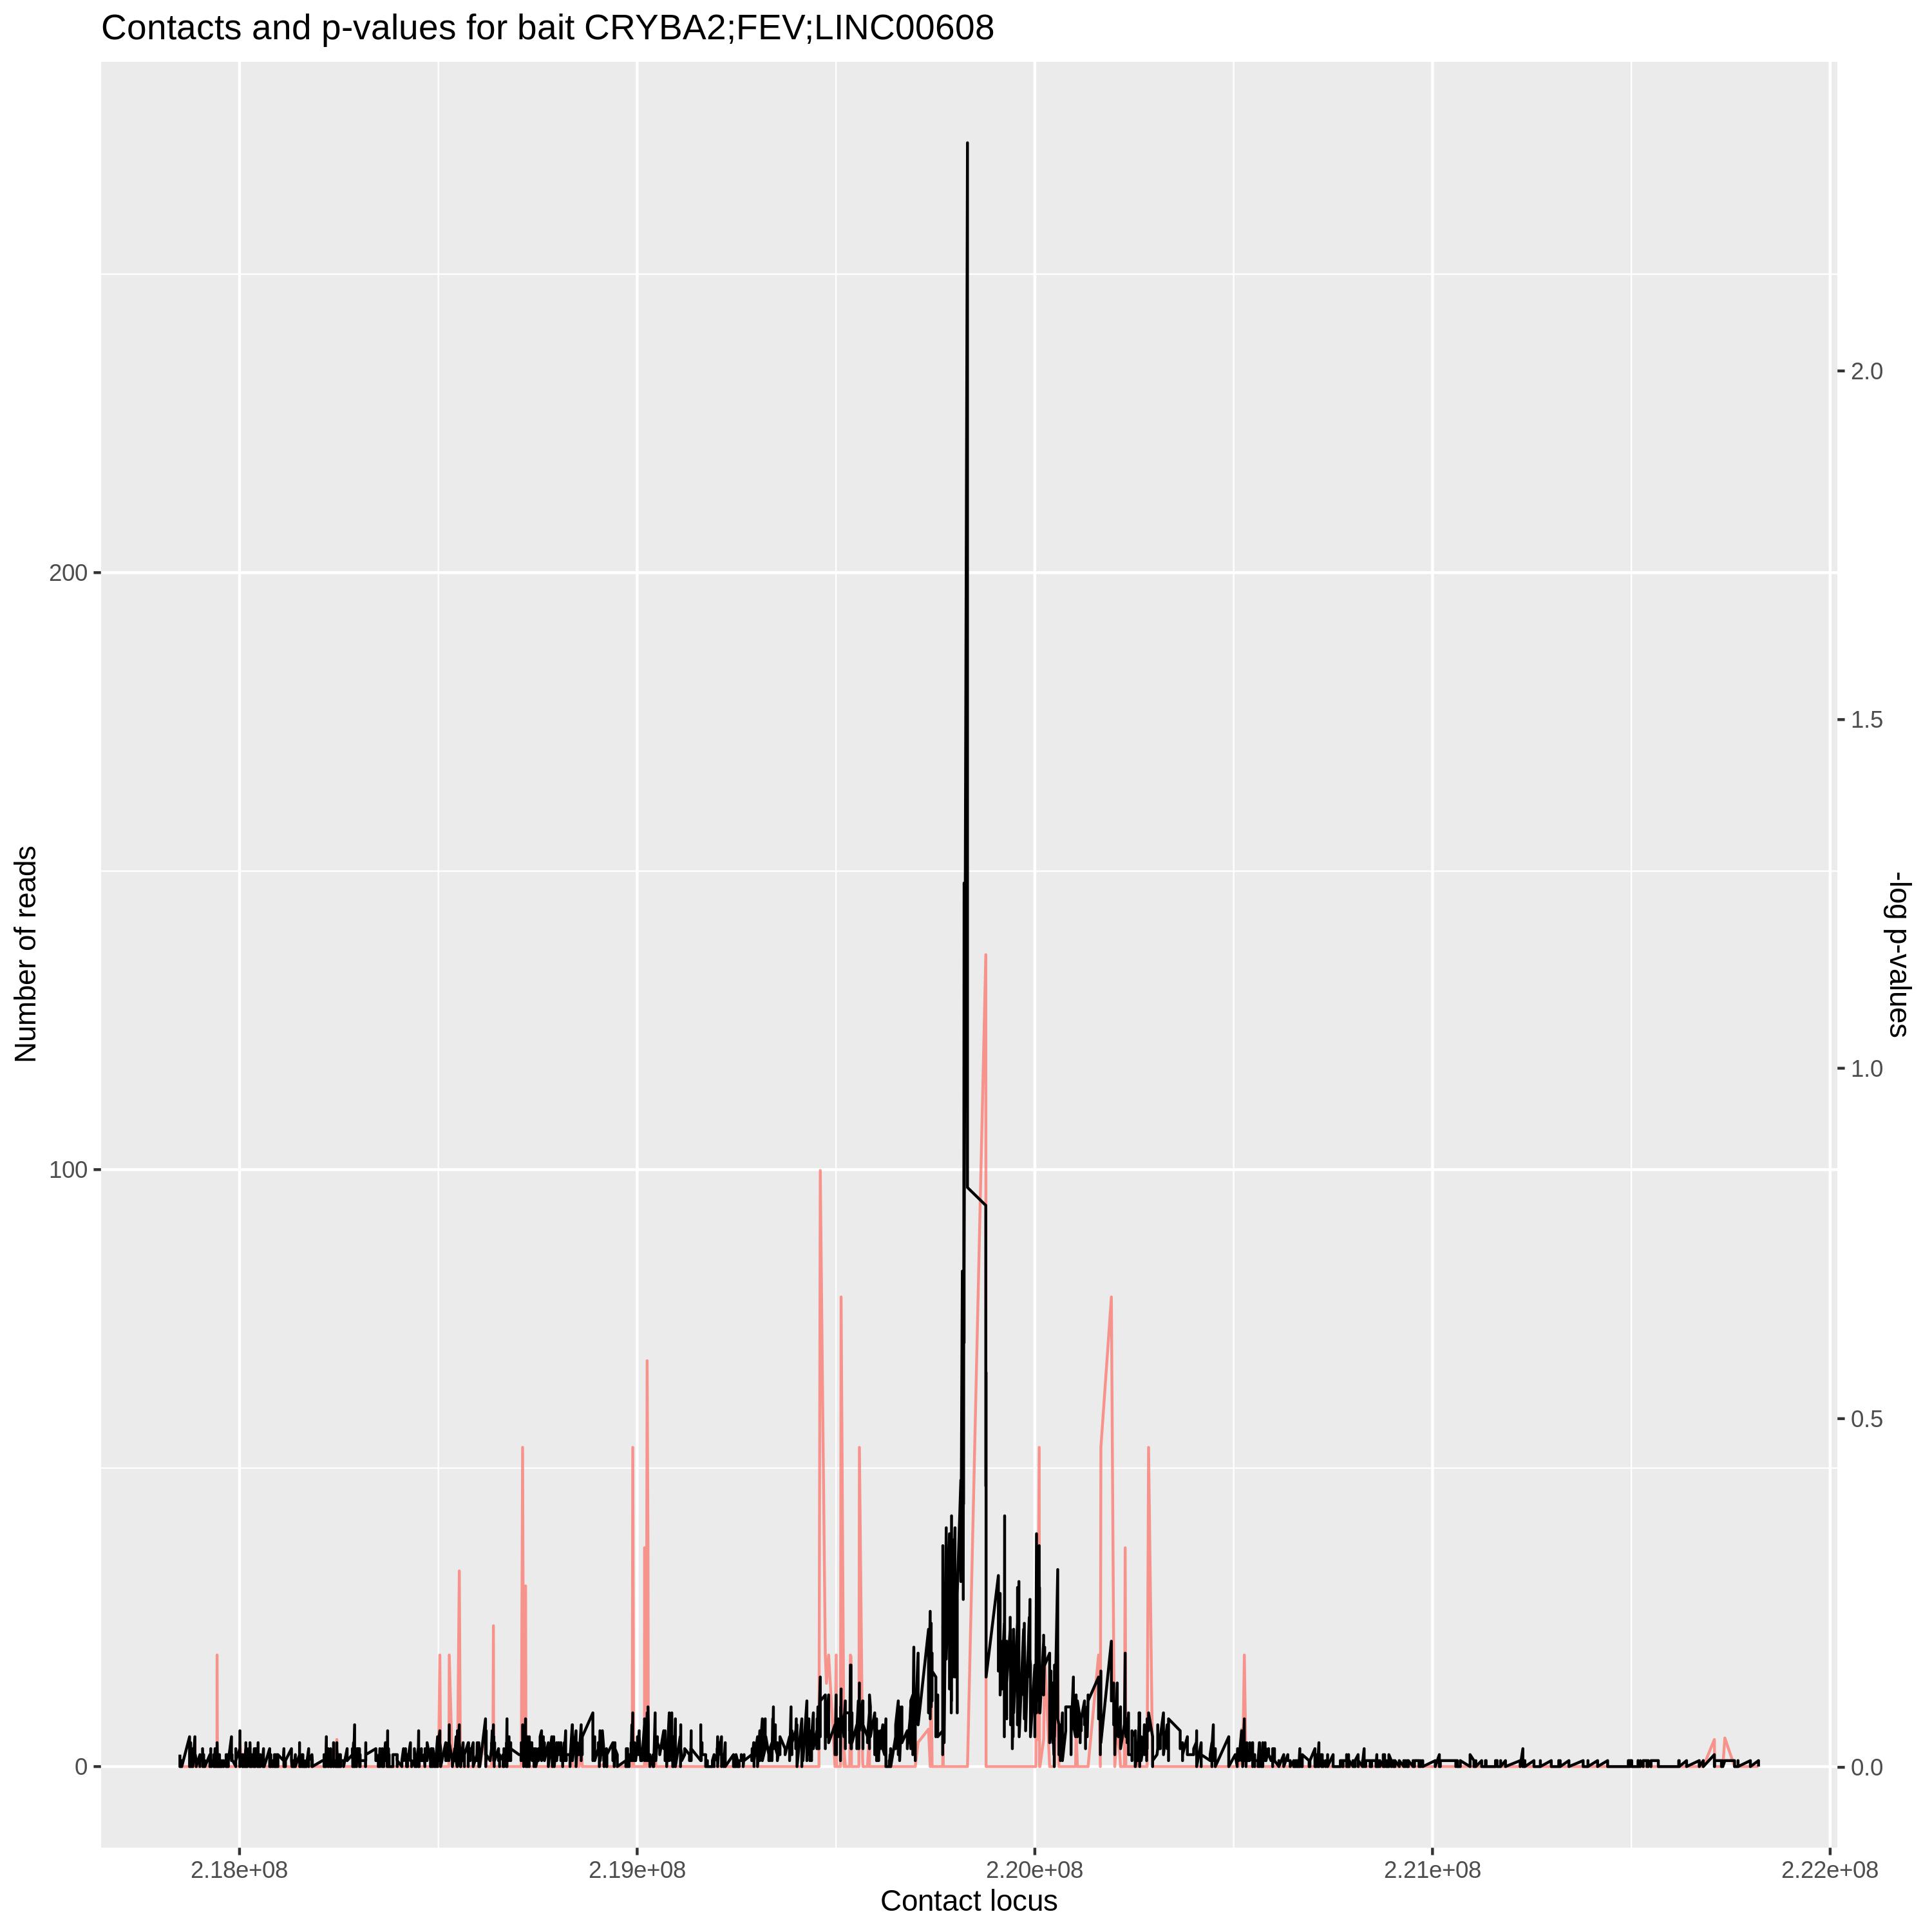 Contacts and p-values for bait CRYBA2;FEV;LINC00608
Number of reads
200
100
0
2.0
1.5
1.0
0.5
0.0
-log p-values
2.18e+08
2.19e+08
2.20e+08
2.21e+08
2.22e+08
Contact locus